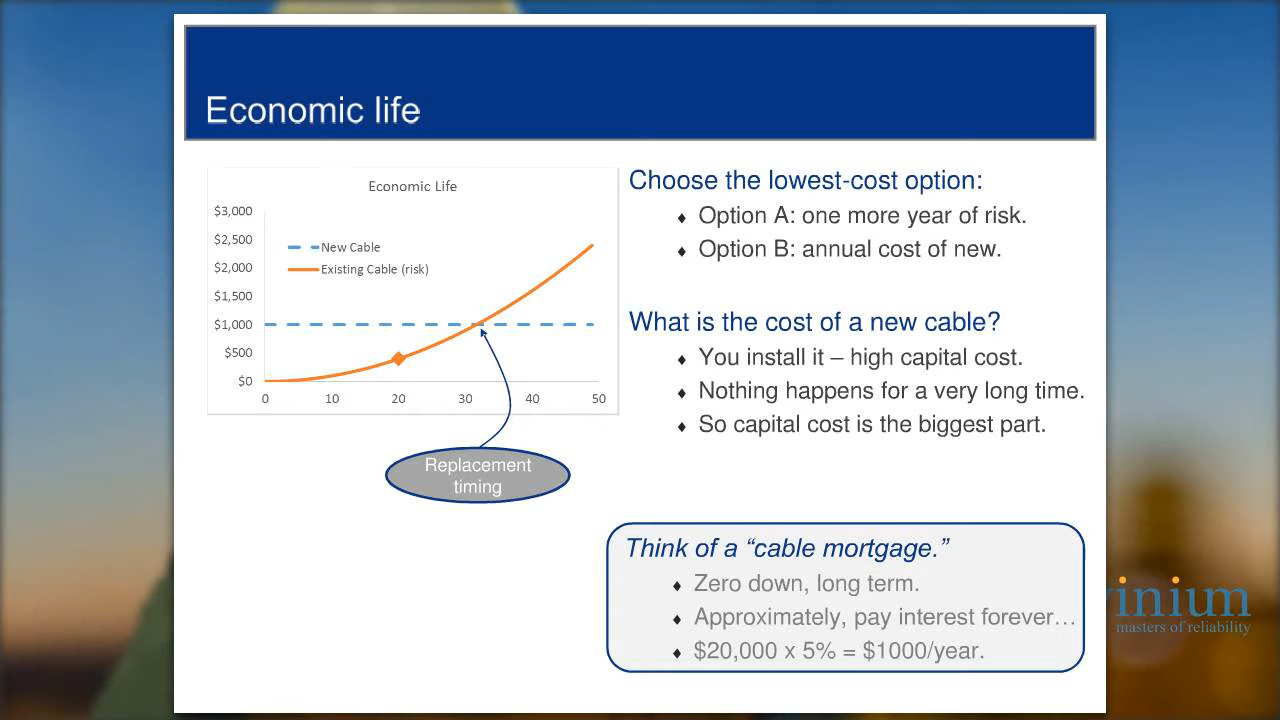 Economic life
Economic Life
$3,000
$2,500
$2,000
$1,500
$1,000
$500
$0
New Cable
Existing Cable (risk)
0 10 20 30 40 50
Replacement
timing
Choose the lowest-cost option:
♦ Option A: one more year of risk.
♦ Option B: annual cost of new.
What is the cost of a new cable?
♦ You install it – high capital cost.
♦ Nothing happens for a very long time.
♦ So capital cost is the biggest part.
Think of a “cable mortgage.”
♦ Zero down, long term.
♦ Approximately, pay interest forever…
♦ $20,000 x 5% = $1000/year.
vinium
masters of reliability